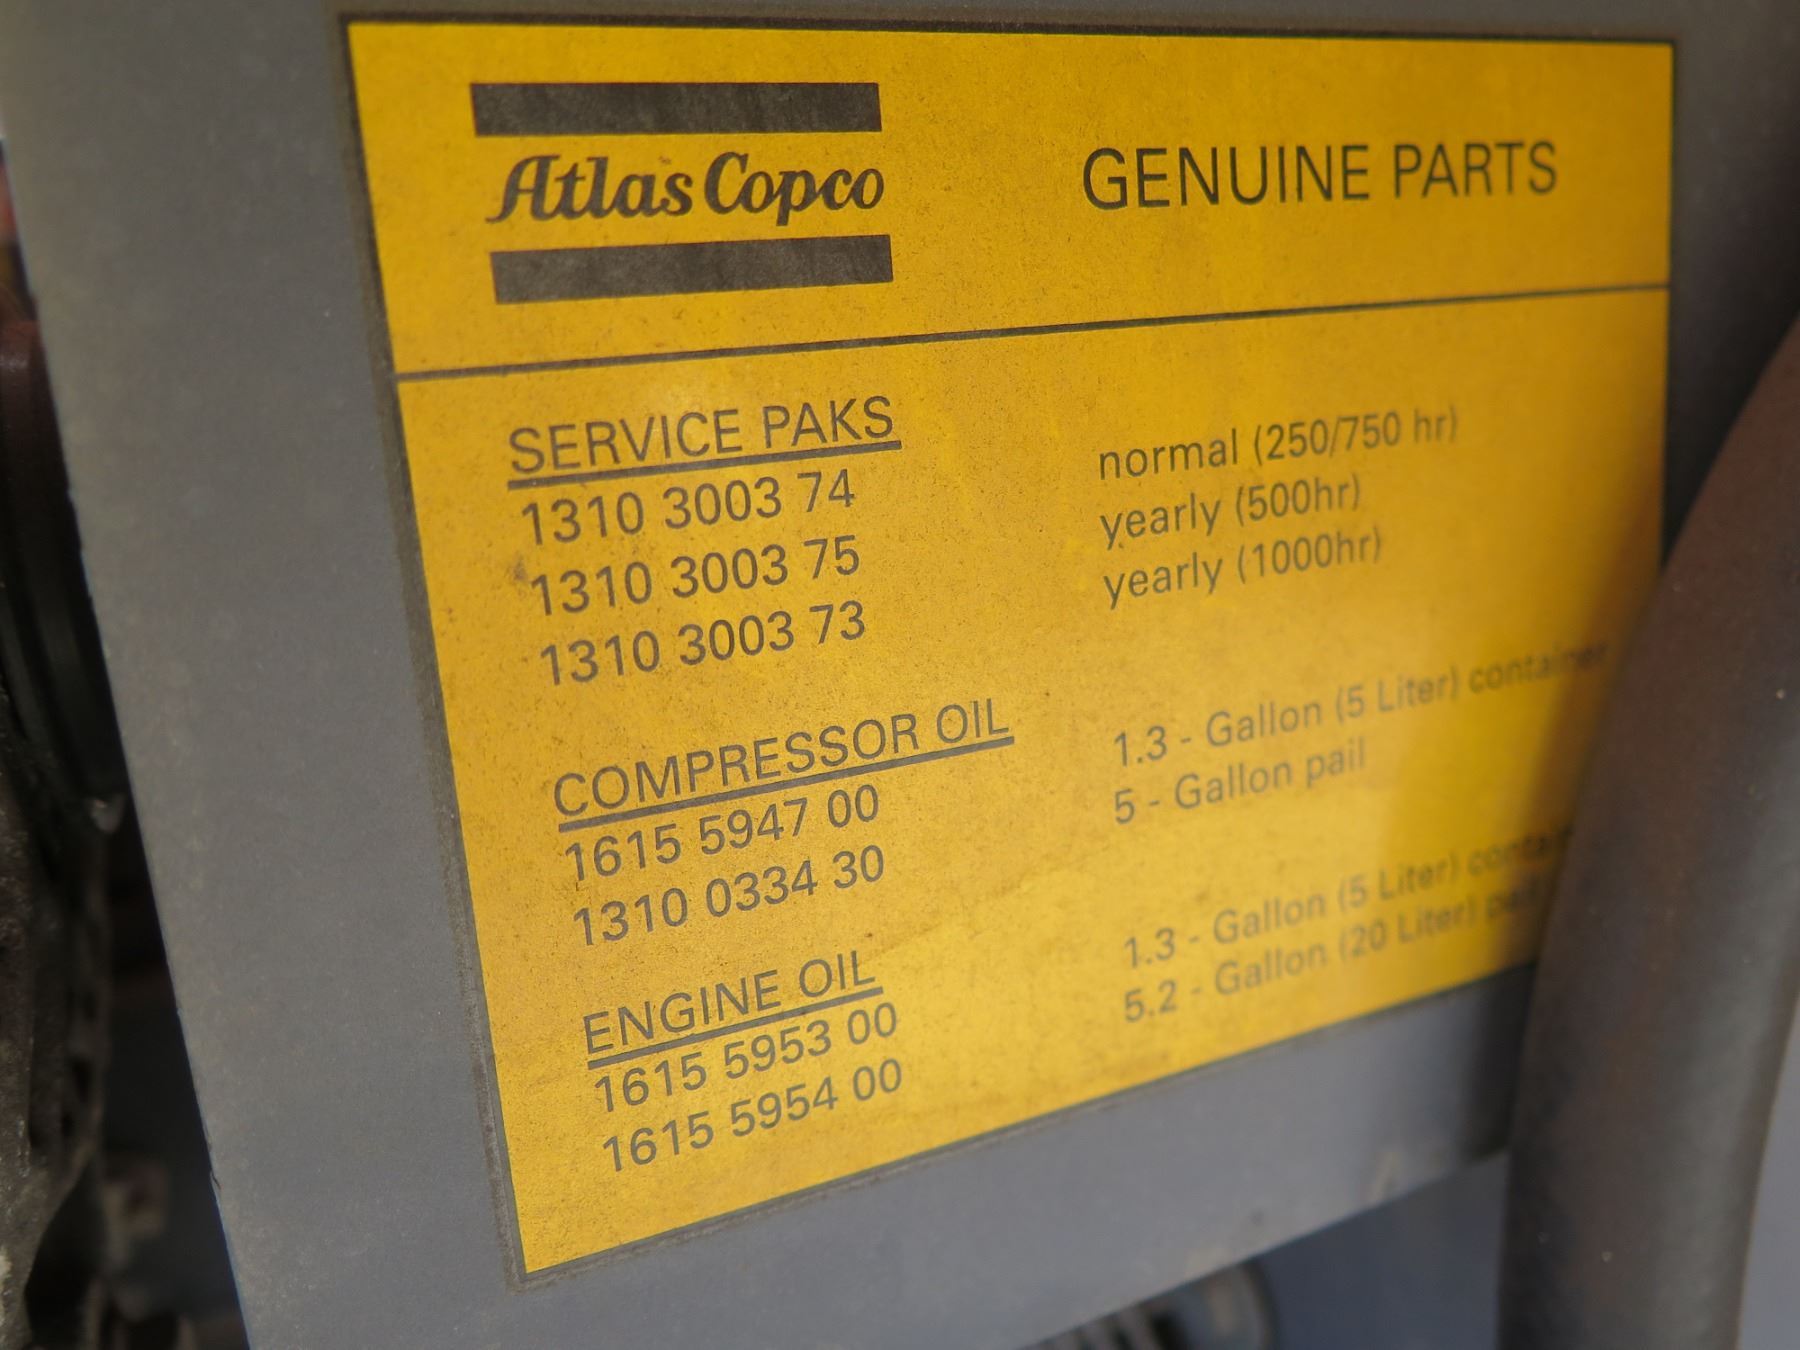 Atlas Copco GENUINE PARTS
SERVICE PAKS
1310 3003 74 normal (250/750 hr)
1310 3003 75 yearly (500hr)
1310 3003 73 yearly (1000hr)
COMPRESSOR OIL
1615 5947 00 1.3 - Gallon (5 Liter) container
1310 0334 30 5 - Gallon pail
ENGINE OIL
1615 5953 00 1.3 - Gallon (5 Liter)
1615 5954 00 5.2 - Gallon (20 Liter) pail